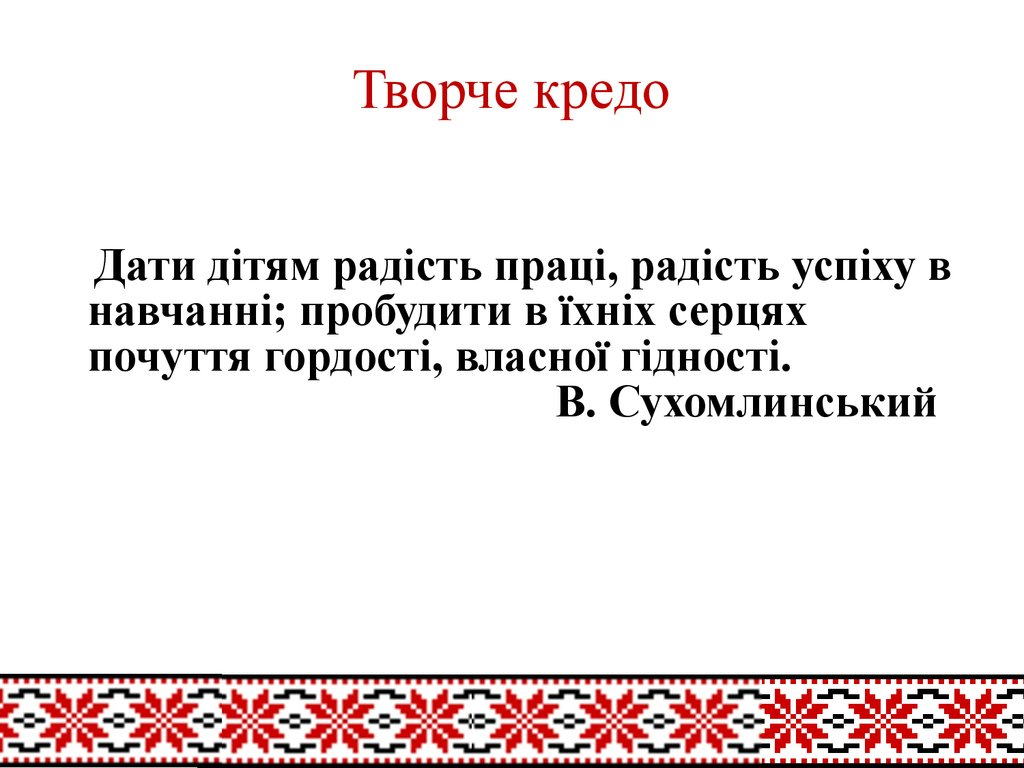 Творче кредо
Дати дітям радість праці, радість успіху в
навчанні; пробудити в їхніх серцях
почуття гордості, власної гідності.
В. Сухомлинський